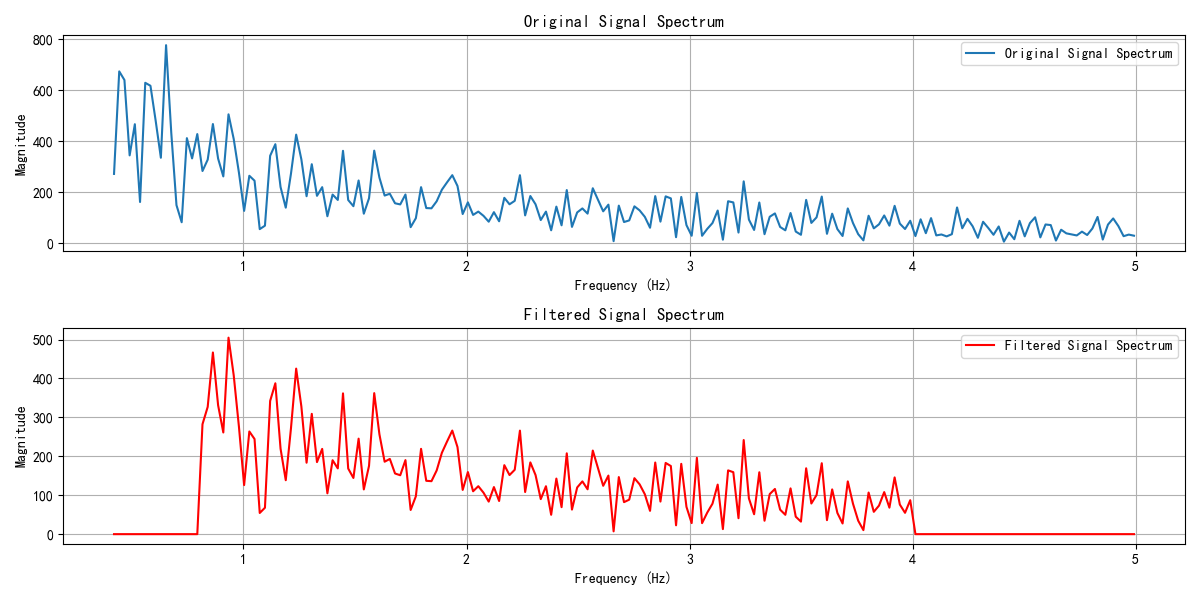 Original Signal Spectrum
800
600
400
200
0
Magnitude
Original Signal Spectrum
1
2
3
4
5
Frequency (Hz)
Filtered Signal Spectrum
500
400
300
200
100
0
Magnitude
Filtered Signal Spectrum
1
2
3
4
5
Frequency (Hz)